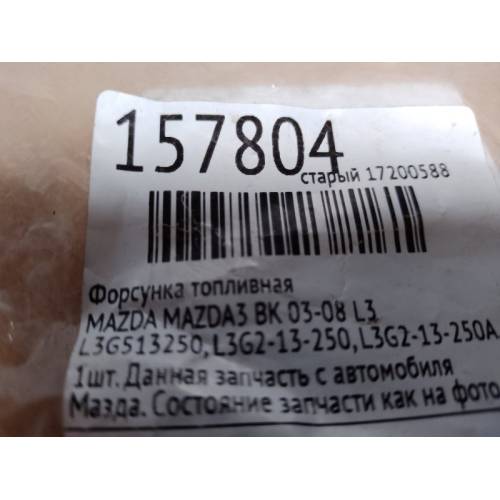 157804
старый 17200588
Форсунка топливная
MAZDA MAZDA3 BK 03-08 L3
L3G513250,L3G2-13-250,L3G2-13-250A
1шт. Данная запчасть с автомобиля
Мазда. Состояние запчасти как на фото